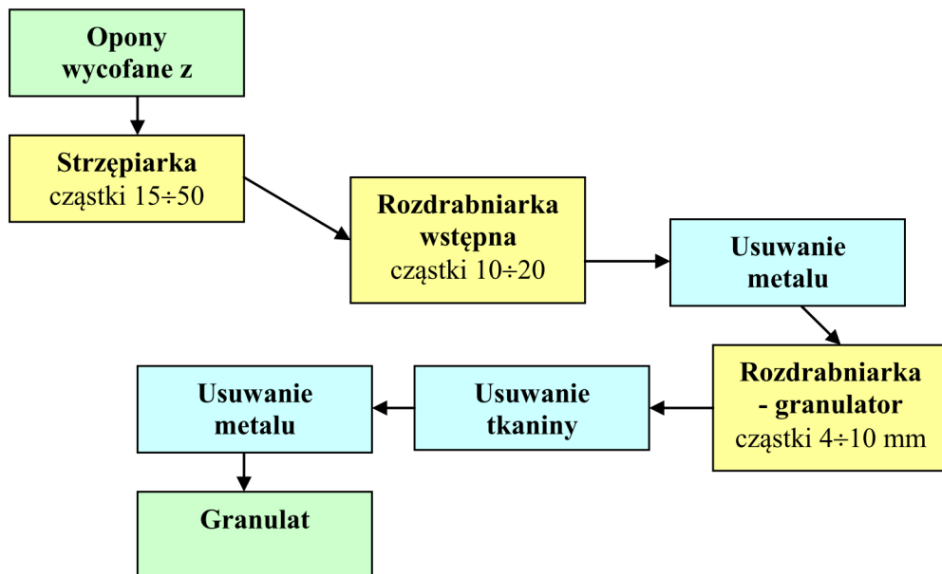 Opony
wycofane z
Strzępiarka
cząstki 15÷50
Rozdrabniarka
wstępna
cząstki 10÷20
Usuwanie
metalu
Rozdrabniarka
- granulator
cząstki 4÷10 mm
Usuwanie
tkaniny
Usuwanie
metalu
Granulat